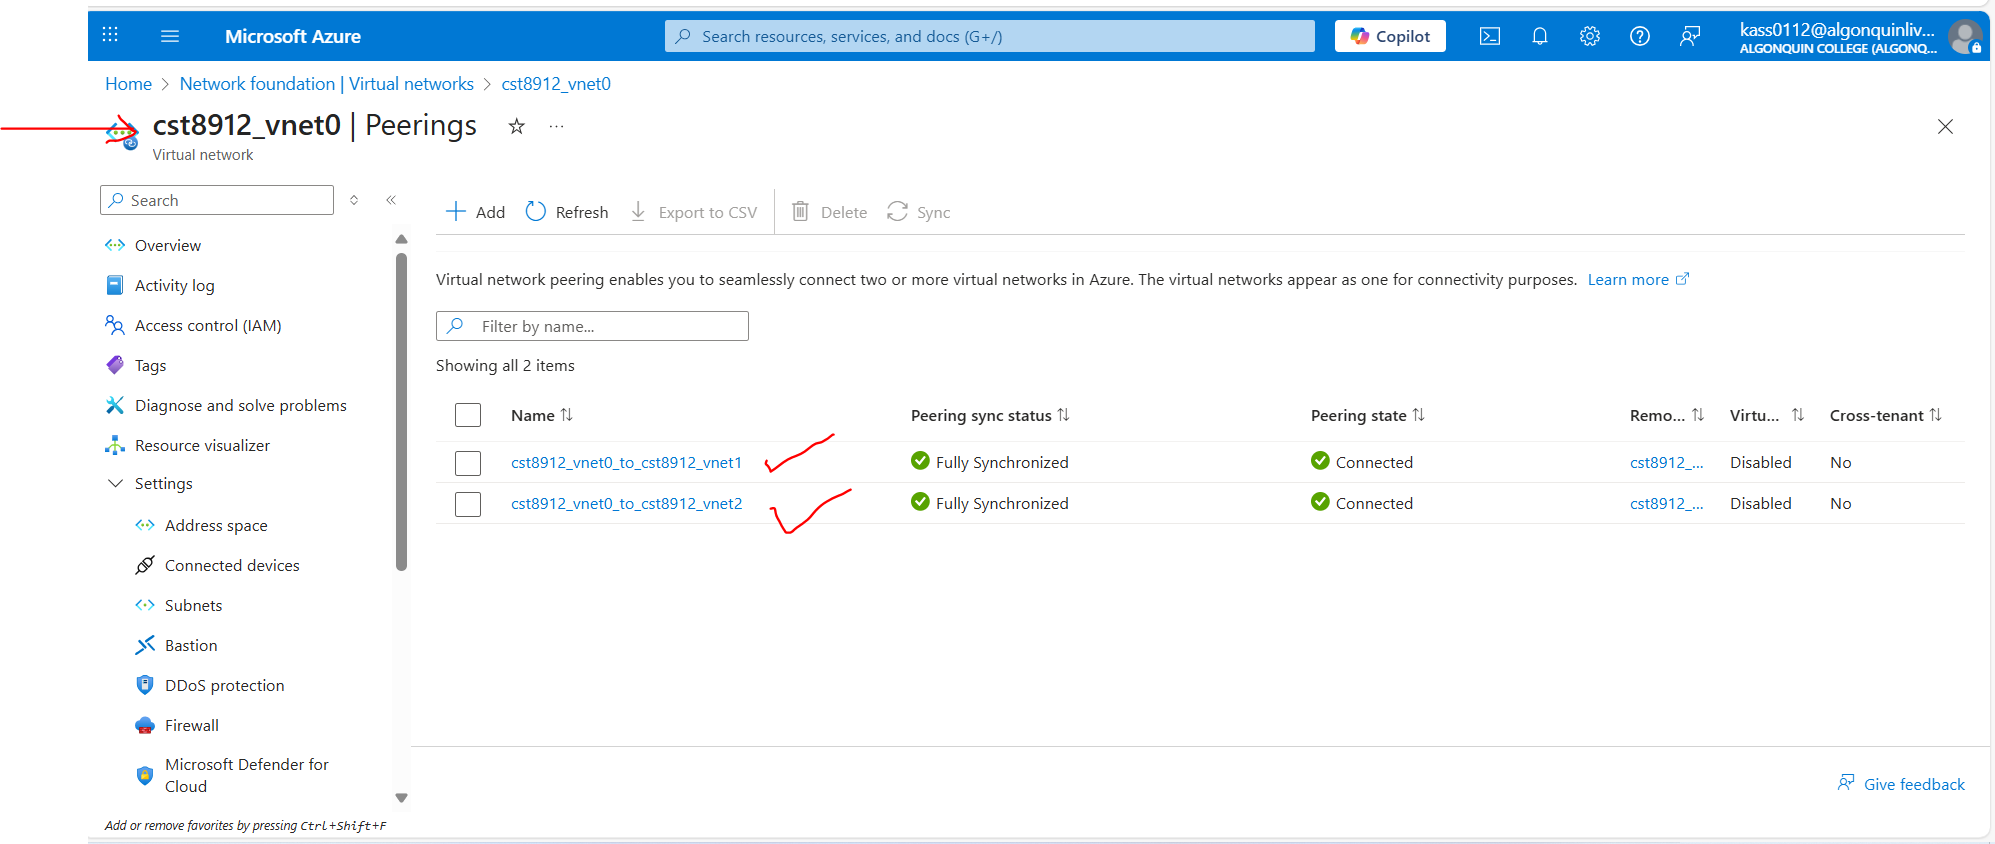 Microsoft Azure
Search resources, services, and docs (G+/)
Copilot
kass0112@algonquinliv...
ALGONQUIN COLLEGE (ALGONQ...
Home > Network foundation | Virtual networks > cst8912_vnet0
cst8912_vnet0 | Peerings
Virtual network
Search
Add
Refresh
Export to CSV
Delete
Sync
Overview
Activity log
Access control (IAM)
Tags
Diagnose and solve problems
Resource visualizer
Settings
Address space
Connected devices
Subnets
Bastion
DDoS protection
Firewall
Microsoft Defender for
Cloud
Add or remove favorites by pressing Ctrl+Shift+F
Virtual network peering enables you to seamlessly connect two or more virtual networks in Azure. The virtual networks appear as one for connectivity purposes. Learn more
Filter by name...
Showing all 2 items
Name Peering sync status Peering state Remo... Virtu... Cross-tenant
cst8912_vnet0_to_cst8912_vnet1 Fully Synchronized Connected cst8912_... Disabled No
cst8912_vnet0_to_cst8912_vnet2 Fully Synchronized Connected cst8912_... Disabled No
Give feedback